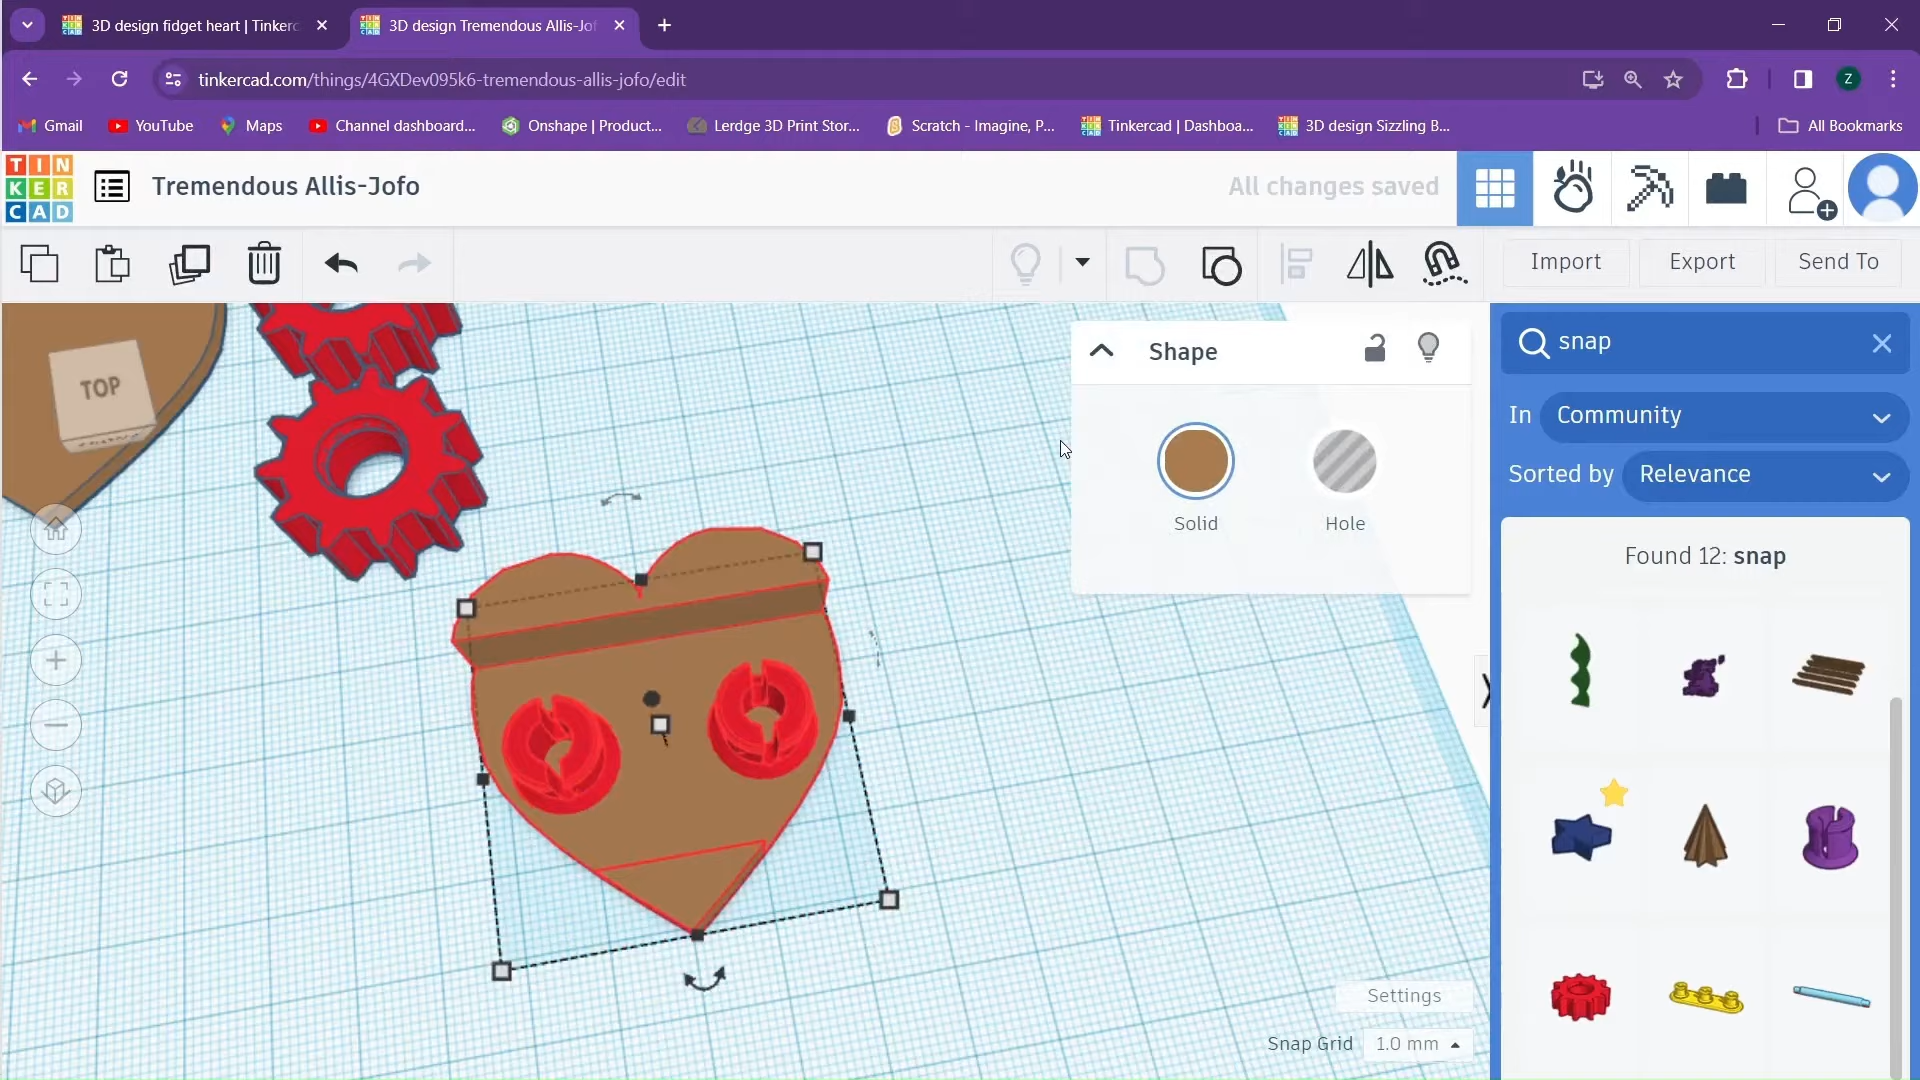 3D design fidget heart | Tinkerc
3D design Tremendous Allis-Jof
tinkercad.com/things/4GXDev095k6-tremendous-allis-jofo/edit
Z
Gmail
YouTube
Maps
Channel dashboard...
Onshape | Product...
Lerdge 3D Print Stor...
Scratch - Imagine, P...
Tinkercad | Dashboa...
3D design Sizzling B...
All Bookmarks
TIN
KER
CAD
Tremendous Allis-Jofo
All changes saved
Import
Export
Send To
TOP
Shape
Solid
Hole
snap
In Community
Sorted by Relevance
Found 12: snap
Settings
Snap Grid 1.0 mm